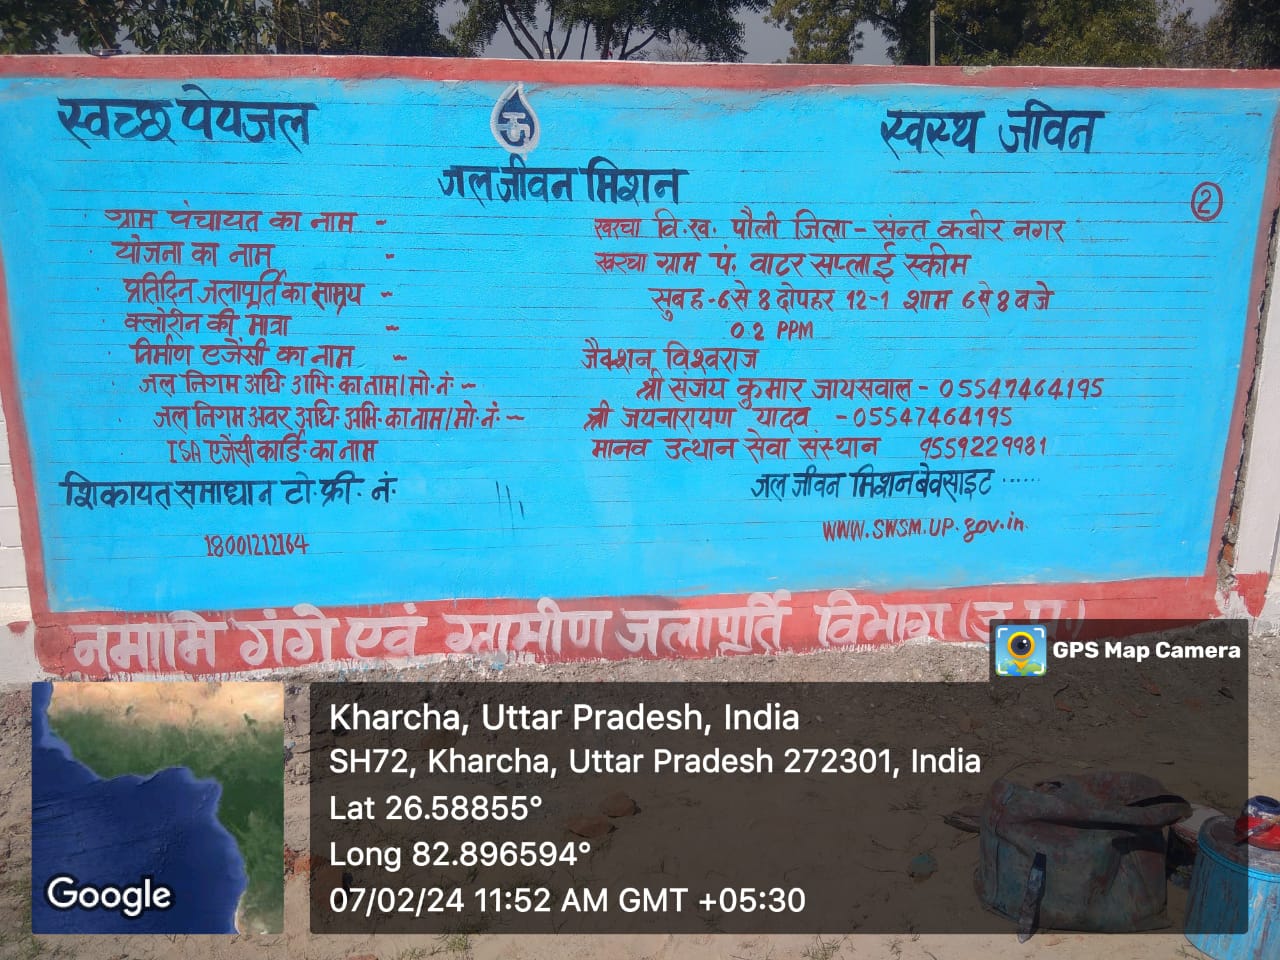 स्वच्छ पेयजल
स्वस्थ जीवन
जल जीवन मिशन
2
ग्राम पंचायत का नाम - खरचा वि.ख. पौली जिला - संन्त कबीर नगर
योजना का नाम - खरचा ग्राम पं. वाटर सप्लाई स्कीम
प्रतिदिन जलापूर्ति का सामय - सुबह - 6 से 8 दोपहर 12-1 शाम 6 से 8 बजे
क्लोरीन की मात्रा - 0.2 PPM
निर्माण एजेंसी का नाम - जैक्शन विश्वराज
जल निगम अधि. अभि. का नाम/मो. नं. - श्री संजय कुमार जायसवाल - 05547464195
जल निगम अवर अधि. अभि. का नाम/मो. नं. - श्री जयनारायण यादव - 05547464195
ISA एजेंसी कार्डि. का नाम मानव उत्थान सेवा संस्थान 9559229981
शिकायत समाधान टो. फ्री. नं. जल जीवन मिशन बेवसाइट ......
18001212164 WWW.SWSM.UP.gov.in
नमामि गंगे एवं ग्रामीण जलापूर्ति विभाग (उ.प्र.)
GPS Map Camera
Kharcha, Uttar Pradesh, India
SH72, Kharcha, Uttar Pradesh 272301, India
Lat 26.58855°
Long 82.896594°
07/02/24 11:52 AM GMT +05:30
Google